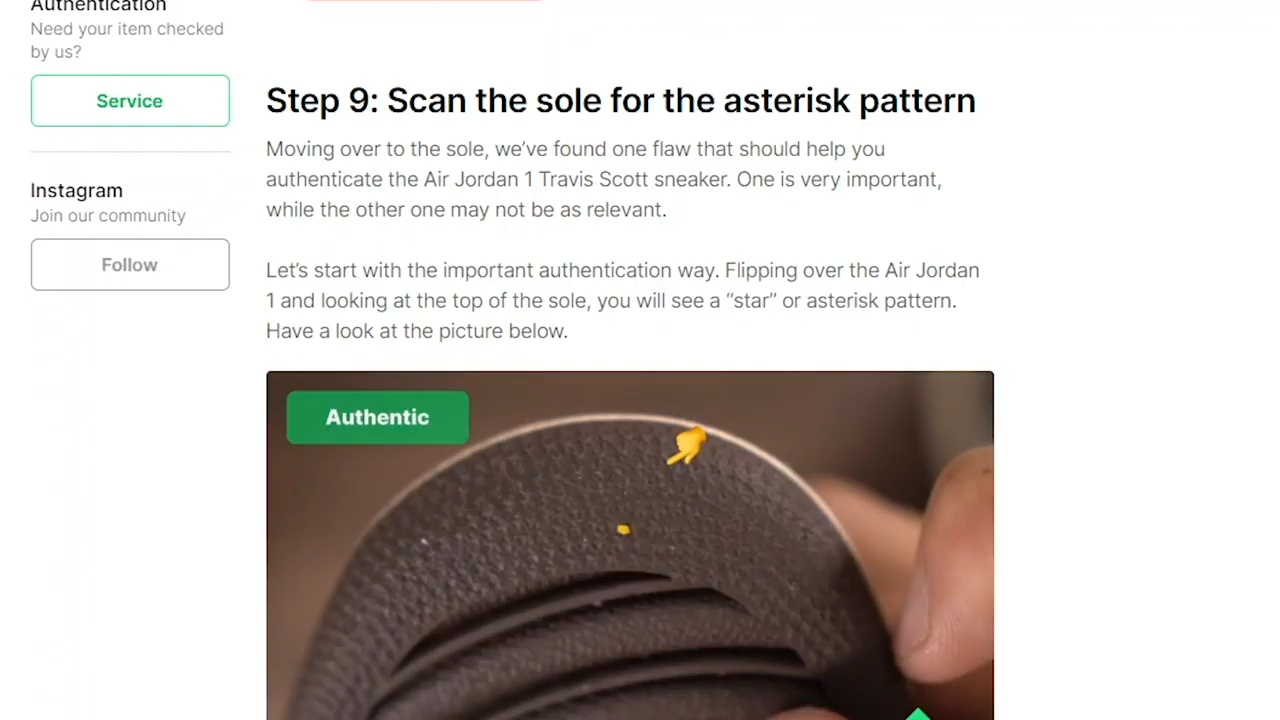 Authentication
Need your item checked
by us?
Service
Instagram
Join our community
Follow
Step 9: Scan the sole for the asterisk pattern
Moving over to the sole, we’ve found one flaw that should help you
authenticate the Air Jordan 1 Travis Scott sneaker. One is very important,
while the other one may not be as relevant.
Let’s start with the important authentication way. Flipping over the Air Jordan
1 and looking at the top of the sole, you will see a “star” or asterisk pattern.
Have a look at the picture below.
Authentic